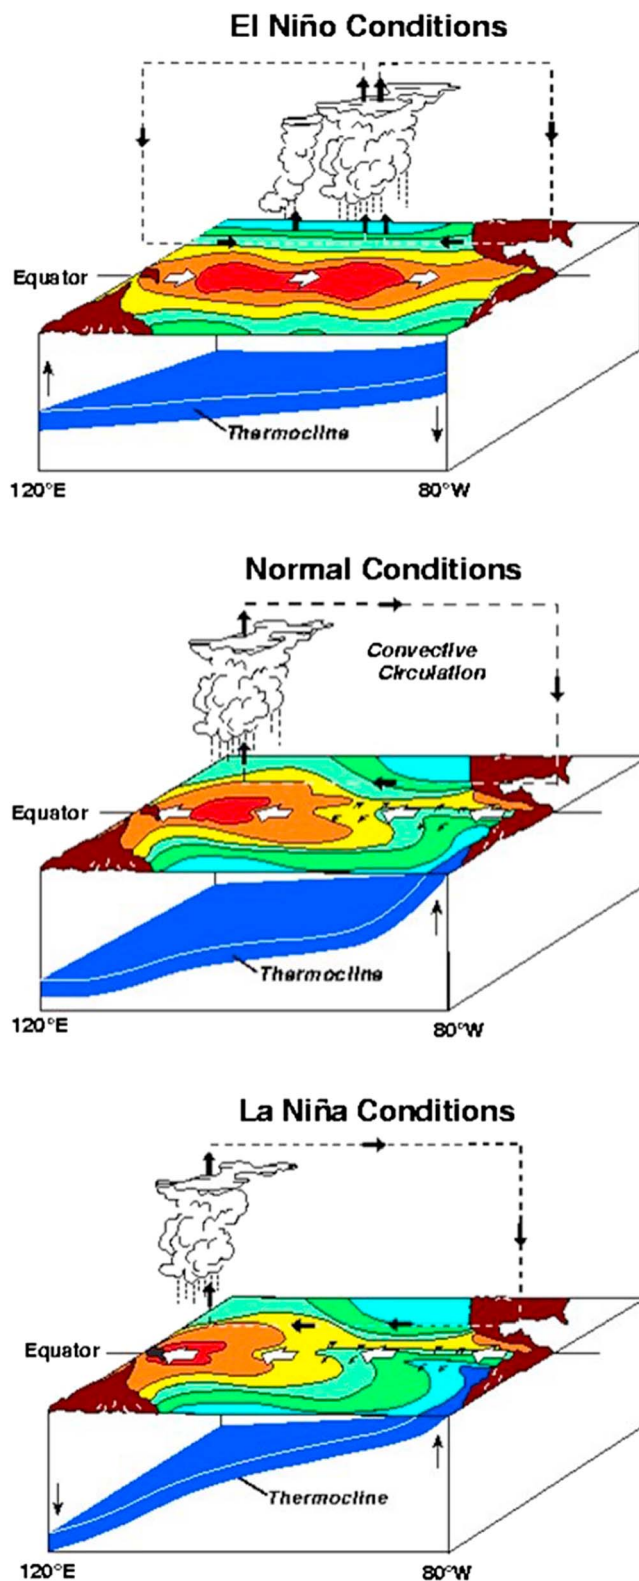 El Niño Conditions
Equator
Thermocline
120°E
80°W
Normal Conditions
Convective
Circulation
Equator
Thermocline
120°E
80°W
La Niña Conditions
Equator
Thermocline
120°E
80°W